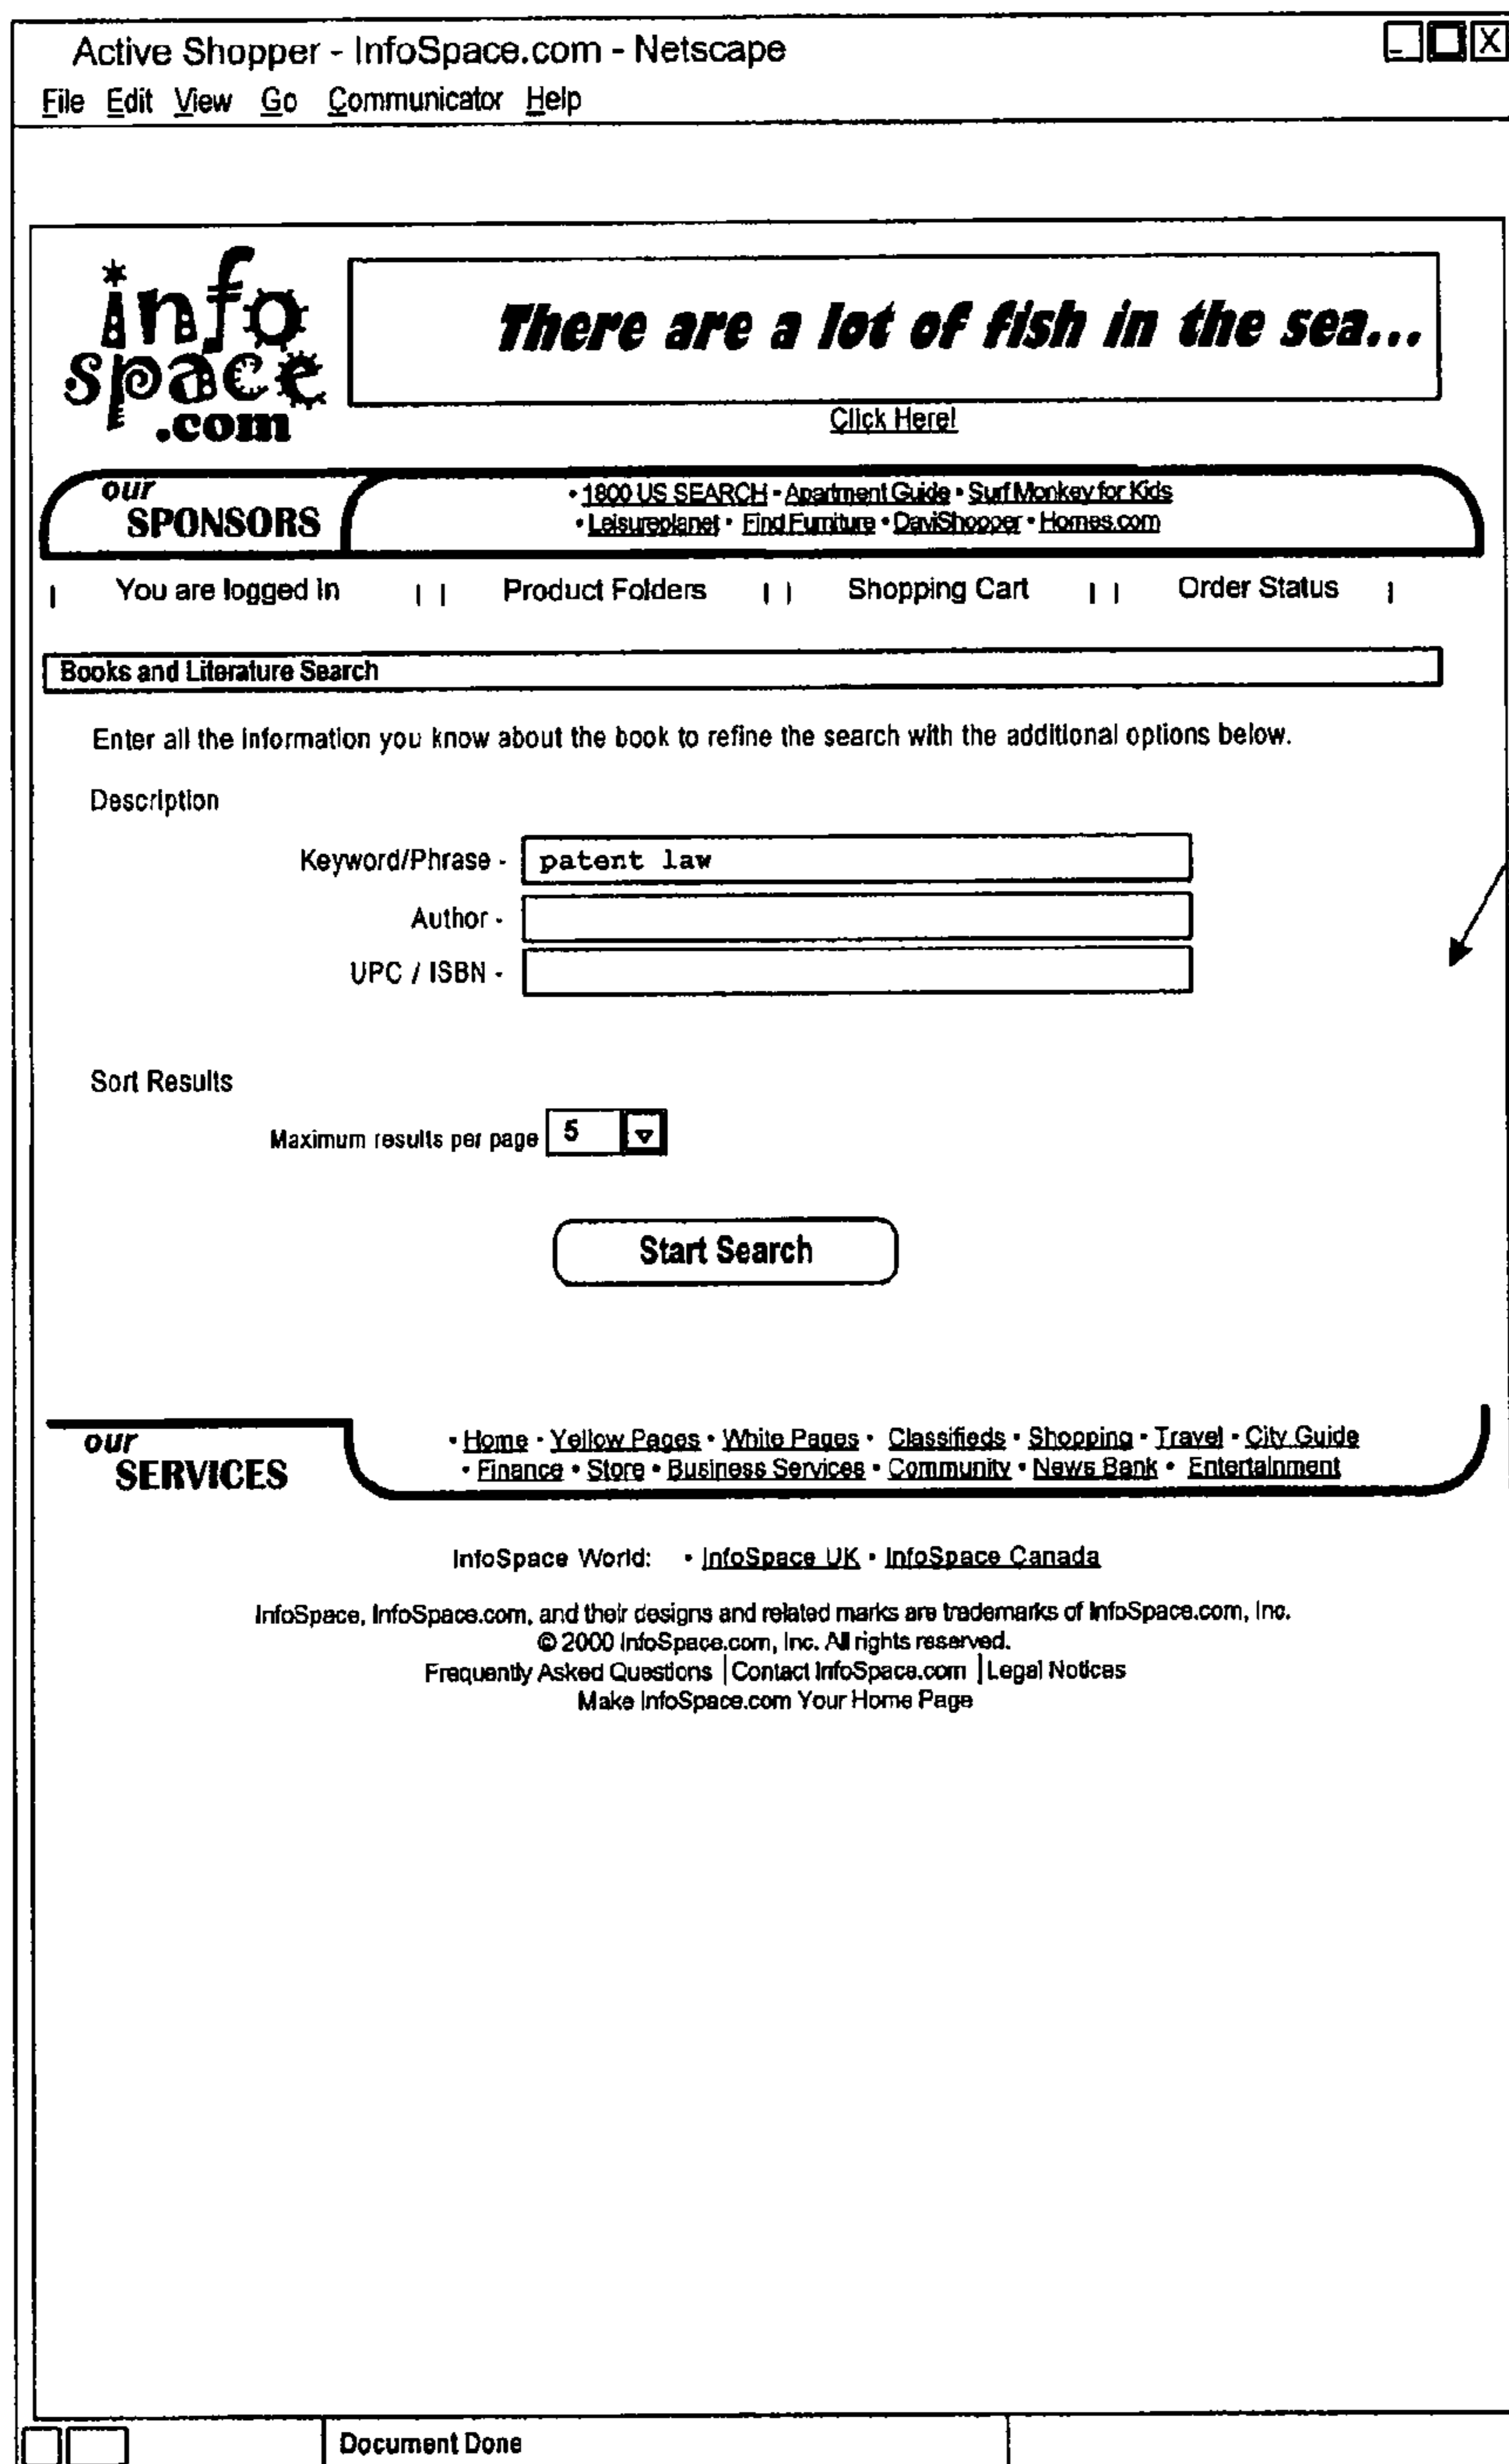 Active Shopper - InfoSpace.com - Netscape
File Edit View Go Communicator Help
info
space
.com
There are a lot of fish in the sea...
Click Here!
our
SPONSORS
• 1800 US SEARCH • Apartment Guide • Surf Monkey for Kids
• Leisureplanet • Find Furniture • DaviShopper • Homes.com
| You are logged in | | Product Folders | | Shopping Cart | | Order Status |
Books and Literature Search
Enter all the information you know about the book to refine the search with the additional options below.
Description
Keyword/Phrase - patent law
Author -
UPC / ISBN -
Sort Results
Maximum results per page 5
Start Search
our
SERVICES
• Home • Yellow Pages • White Pages • Classifieds • Shopping • Travel • City Guide
• Finance • Store • Business Services • Community • News Bank • Entertainment
InfoSpace World: • InfoSpace UK • InfoSpace Canada
InfoSpace, InfoSpace.com, and their designs and related marks are trademarks of InfoSpace.com, Inc.
© 2000 InfoSpace.com, Inc. All rights reserved.
Frequently Asked Questions | Contact InfoSpace.com | Legal Notices
Make InfoSpace.com Your Home Page
Document Done